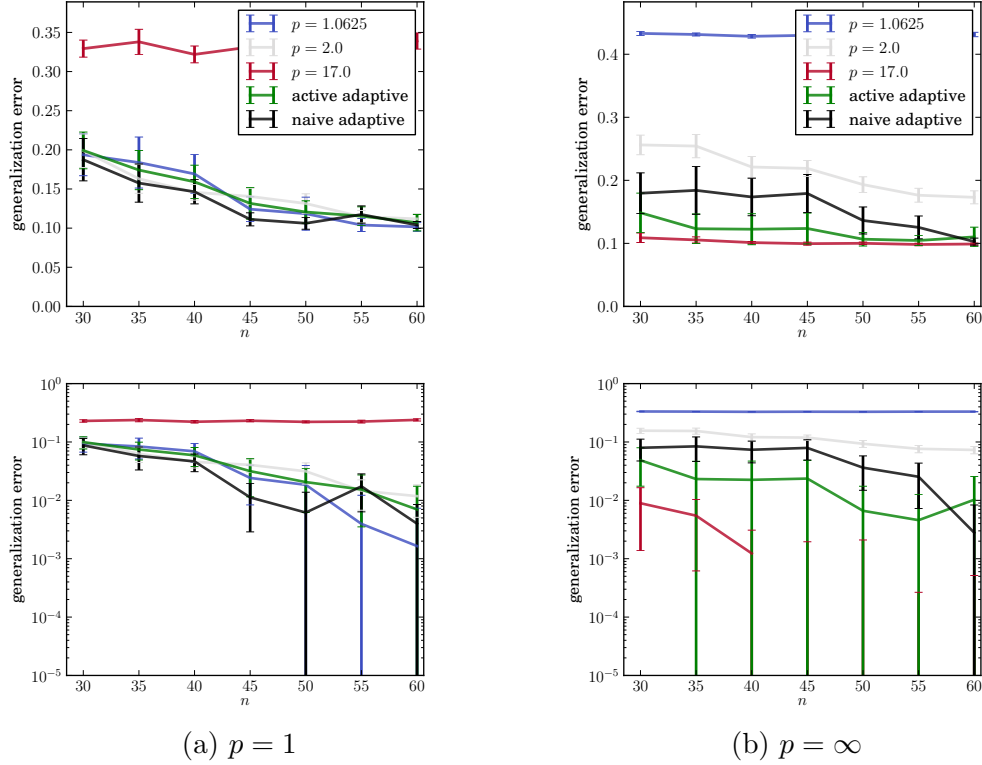 0.35
0.30
0.25
0.20
0.15
0.10
0.05
0.00
generalization error
p = 1.0625
p = 2.0
p = 17.0
active adaptive
naive adaptive
30 35 40 45 50 55 60
n
0.4
0.3
0.2
0.1
0.0
generalization error
p = 1.0625
p = 2.0
p = 17.0
active adaptive
naive adaptive
30 35 40 45 50 55 60
n
10^0
10^-1
10^-2
10^-3
10^-4
10^-5
generalization error
30 35 40 45 50 55 60
n
10^0
10^-1
10^-2
10^-3
10^-4
10^-5
generalization error
30 35 40 45 50 55 60
n
(a) p = 1
(b) p = ∞